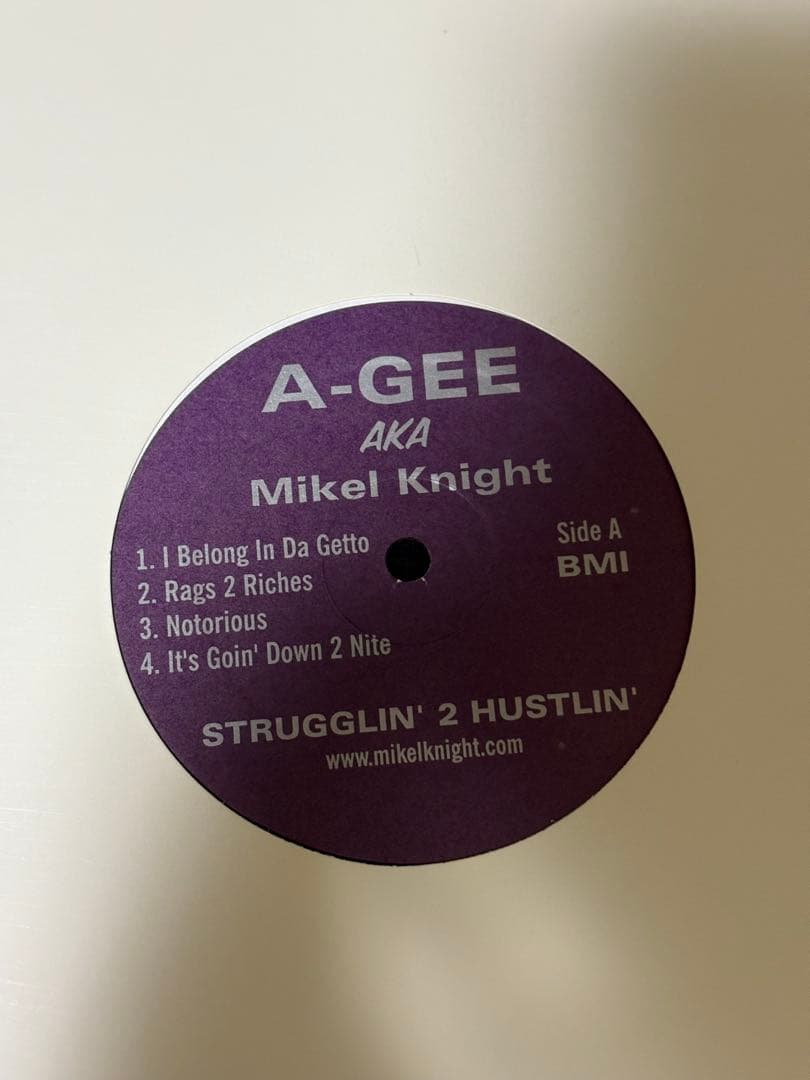 A-GEE
AKA
Mikel Knight
1. I Belong In Da Getto
2. Rags 2 Riches
3. Notorious
4. It's Goin' Down 2 Nite
Side A
BMI
STRUGGLIN' 2 HUSTLIN'
www.mikelknight.com